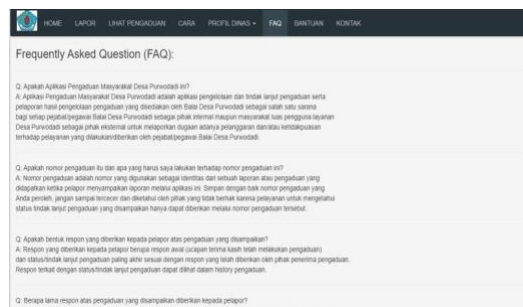 HOME LAPOR LIHAT PENGADUAN CARA PROFIL DINAS FAQ BANTUAN KONTAK
Frequently Asked Question (FAQ):
Q: Apakah Aplikasi Pengaduan Masyarakat Desa Purwodadi ini?
A: Aplikasi Pengaduan Masyarakat Desa Purwodadi adalah aplikasi pengelolaan dan tindak lanjut pengaduan serta
pelaporan hasil pengelolaan pengaduan yang disediakan oleh Balai Desa Purwodadi sebagai salah satu sarana
bagi setiap pejabat/pegawai Balai Desa Purwodadi sebagai pihak internal maupun masyarakat luas pengguna layanan
Desa Purwodadi sebagai pihak eksternal untuk melaporkan dugaan adanya pelanggaran dan/atau ketidakpuasan
terhadap pelayanan yang dilakukan/diberikan oleh pejabat/pegawai Balai Desa Purwodadi.
Q: Apakah nomor pengaduan itu dan apa yang harus saya lakukan terhadap nomor pengaduan ini?
A: Nomor pengaduan adalah nomor yang digunakan sebagai identitas dari sebuah laporan atau pengaduan yang
didapatkan ketika pelapor menyampaikan laporan melalui aplikasi ini. Simpan dengan baik nomor pengaduan yang
Anda peroleh, jangan sampai tercecer dan diketahui oleh pihak yang tidak berhak karena pelayanan untuk mengetahui
status tindak lanjut pengaduan yang disampaikan hanya dapat diberikan melalui nomor pengaduan tersebut.
Q: Apakah bentuk respon yang diberikan kepada pelapor atas pengaduan yang disampaikan?
A: Respon yang diberikan kepada pelapor berupa respon awal (ucapan terima kasih telah melakukan pengaduan)
dan status/tindak lanjut pengaduan paling akhir sesuai dengan respon yang telah diberikan oleh pihak penerima pengaduan.
Respon terkait dengan status/tindak lanjut pengaduan dapat dilihat dalam history pengaduan.
Q: Berapa lama respon atas pengaduan yang disampaikan diberikan kepada pelapor?